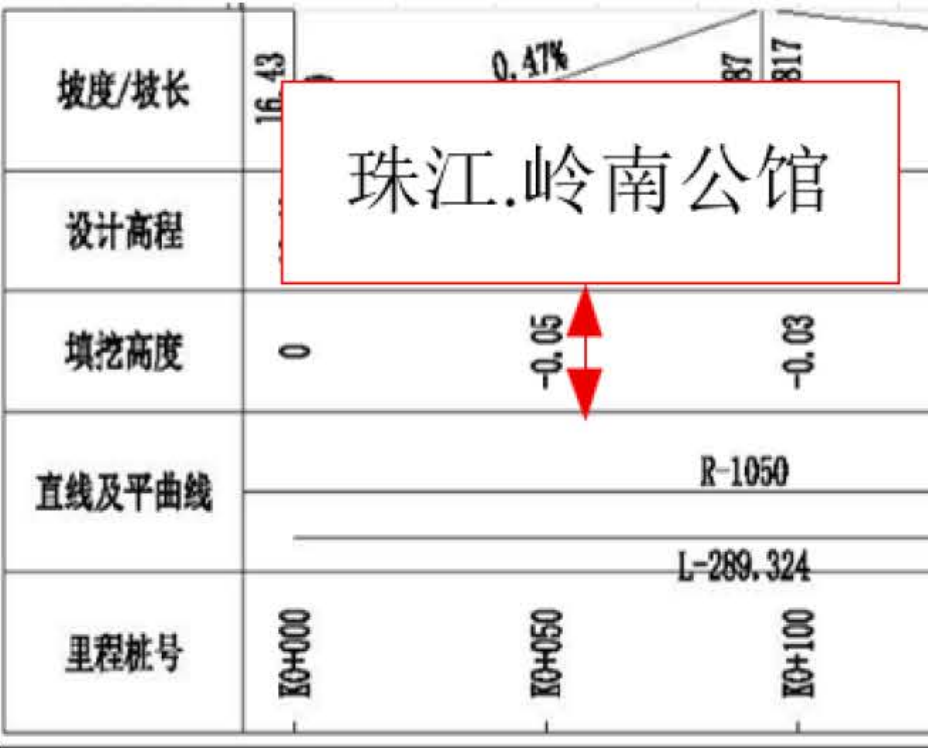 坡度/坡长
16.43
0.47%
87
817
珠江.岭南公馆
设计高程
填挖高度
0
-0.05
-0.03
直线及平曲线
R-1050
L-289.324
里程桩号
K0+000
K0+050
K0+100